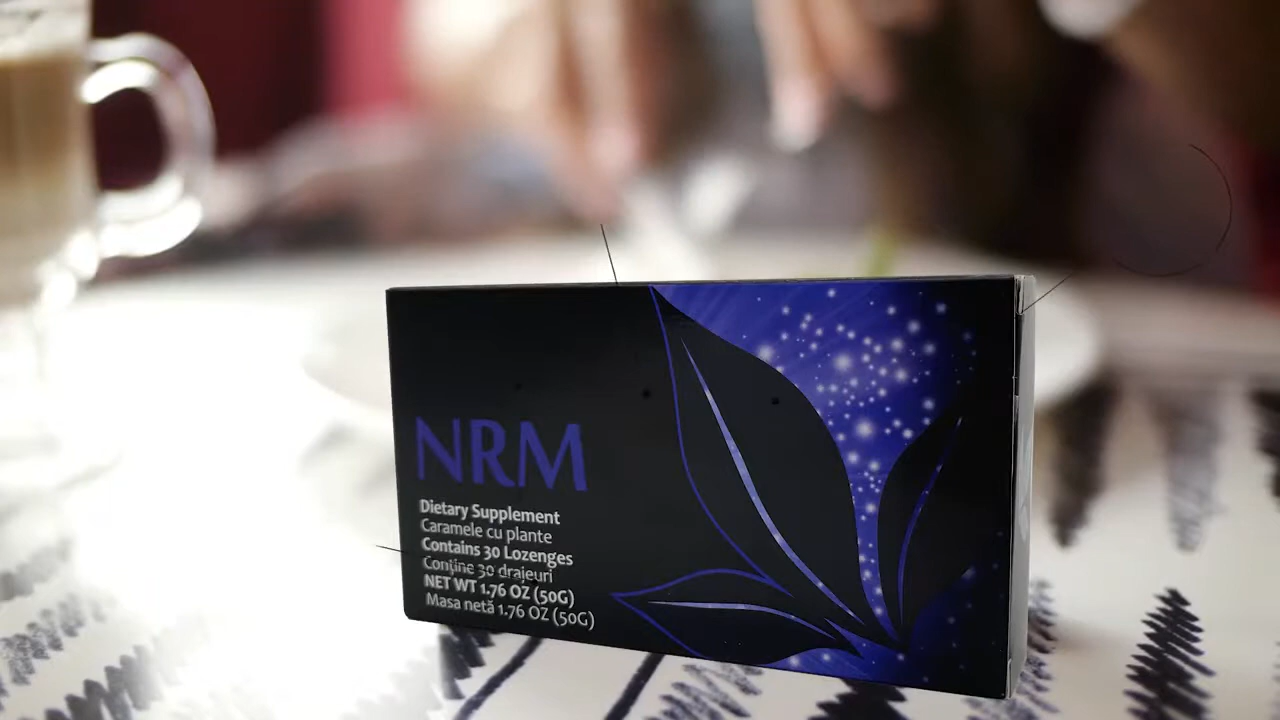 NRM
Dietary Supplement
Caramele cu plante
Contains 30 Lozenges
Conține 30 drajeuri
NET WT 1.76 OZ (50G)
Masa netă 1.76 OZ (50G)